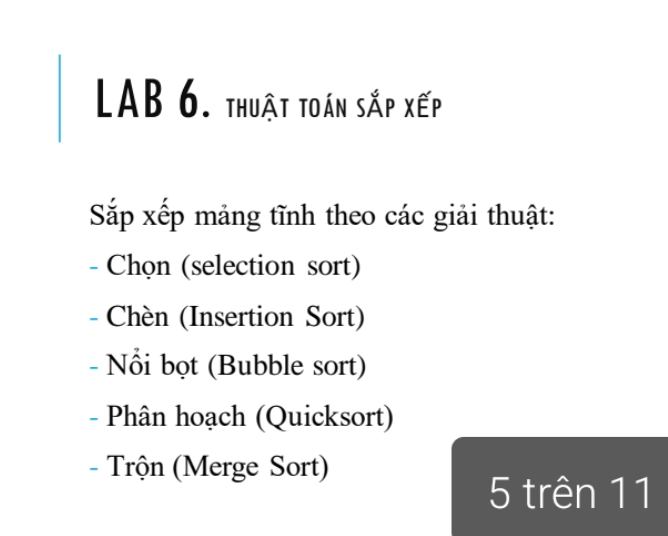 LAB 6. THUẬT TOÁN SẮP XẾP
Sắp xếp mảng tĩnh theo các giải thuật:
- Chọn (selection sort)
- Chèn (Insertion Sort)
- Nổi bọt (Bubble sort)
- Phân hoạch (Quicksort)
- Trộn (Merge Sort)
5 trên 11